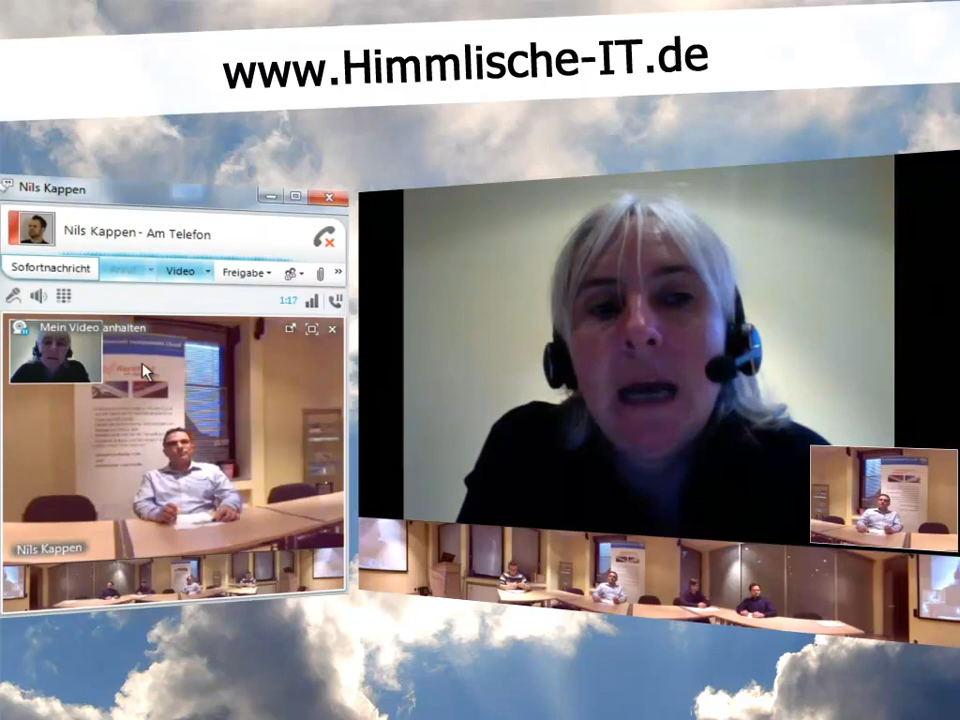 www.Himmlische-IT.de
Nils Kappen
Nils Kappen - Am Telefon
Sofortnachricht Anruf Video Freigabe
1:17
Mein Video anhalten
Nils Kappen